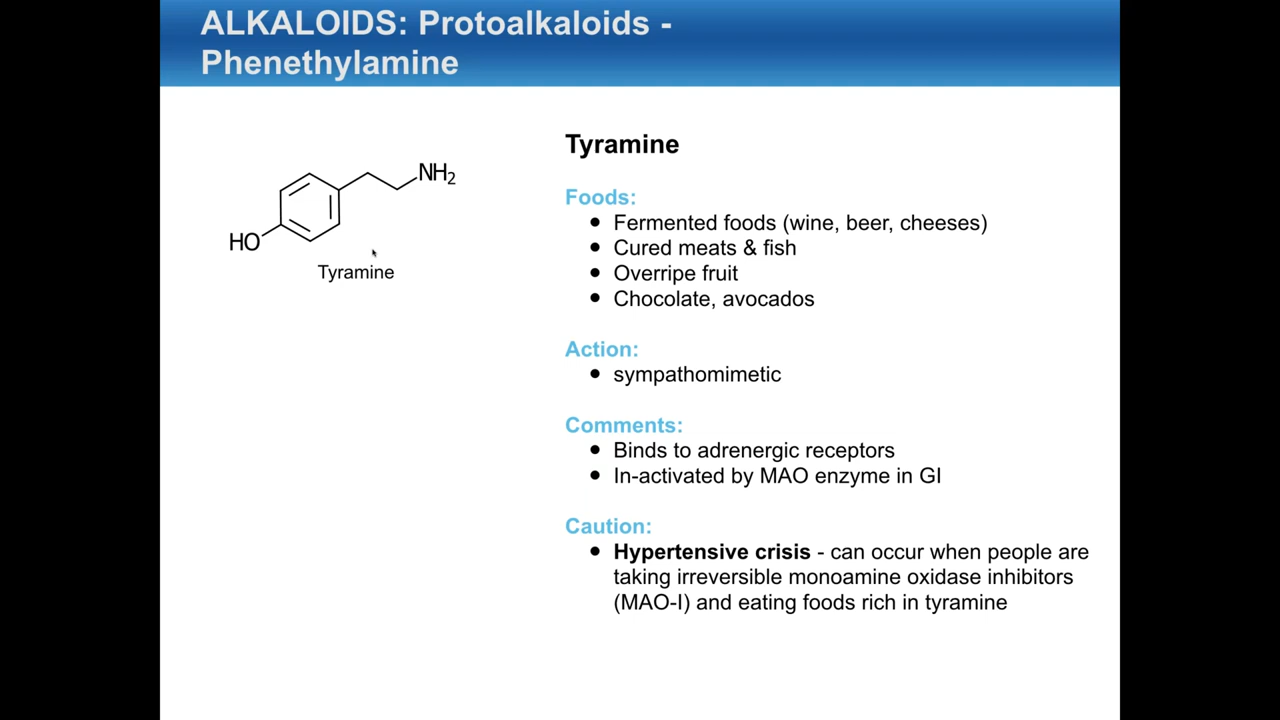 ALKALOIDS: Protoalkaloids -
Phenethylamine
NH2
HO
Tyramine
Tyramine
Foods:
• Fermented foods (wine, beer, cheeses)
• Cured meats & fish
• Overripe fruit
• Chocolate, avocados
Action:
• sympathomimetic
Comments:
• Binds to adrenergic receptors
• In-activated by MAO enzyme in GI
Caution:
• Hypertensive crisis - can occur when people are
taking irreversible monoamine oxidase inhibitors
(MAO-I) and eating foods rich in tyramine